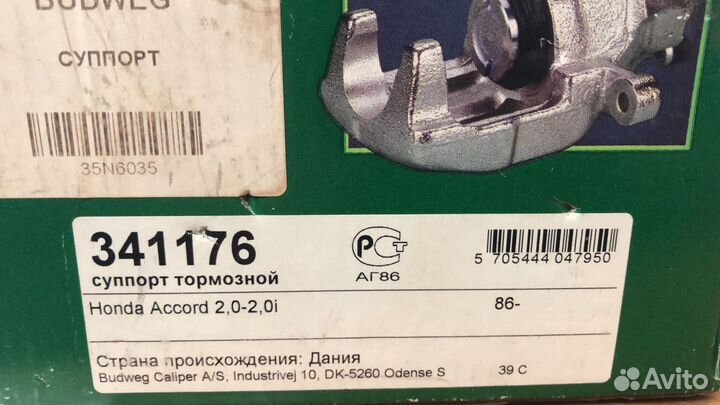 BUDWEG
СУППОРТ
35N6035
341176
суппорт тормозной
РСТ
АГ86
5 705444 047950
Honda Accord 2,0-2,0i 86-
Страна происхождения: Дания
Budweg Caliper A/S, Industrivej 10, DK-5260 Odense S 39 C
Avito